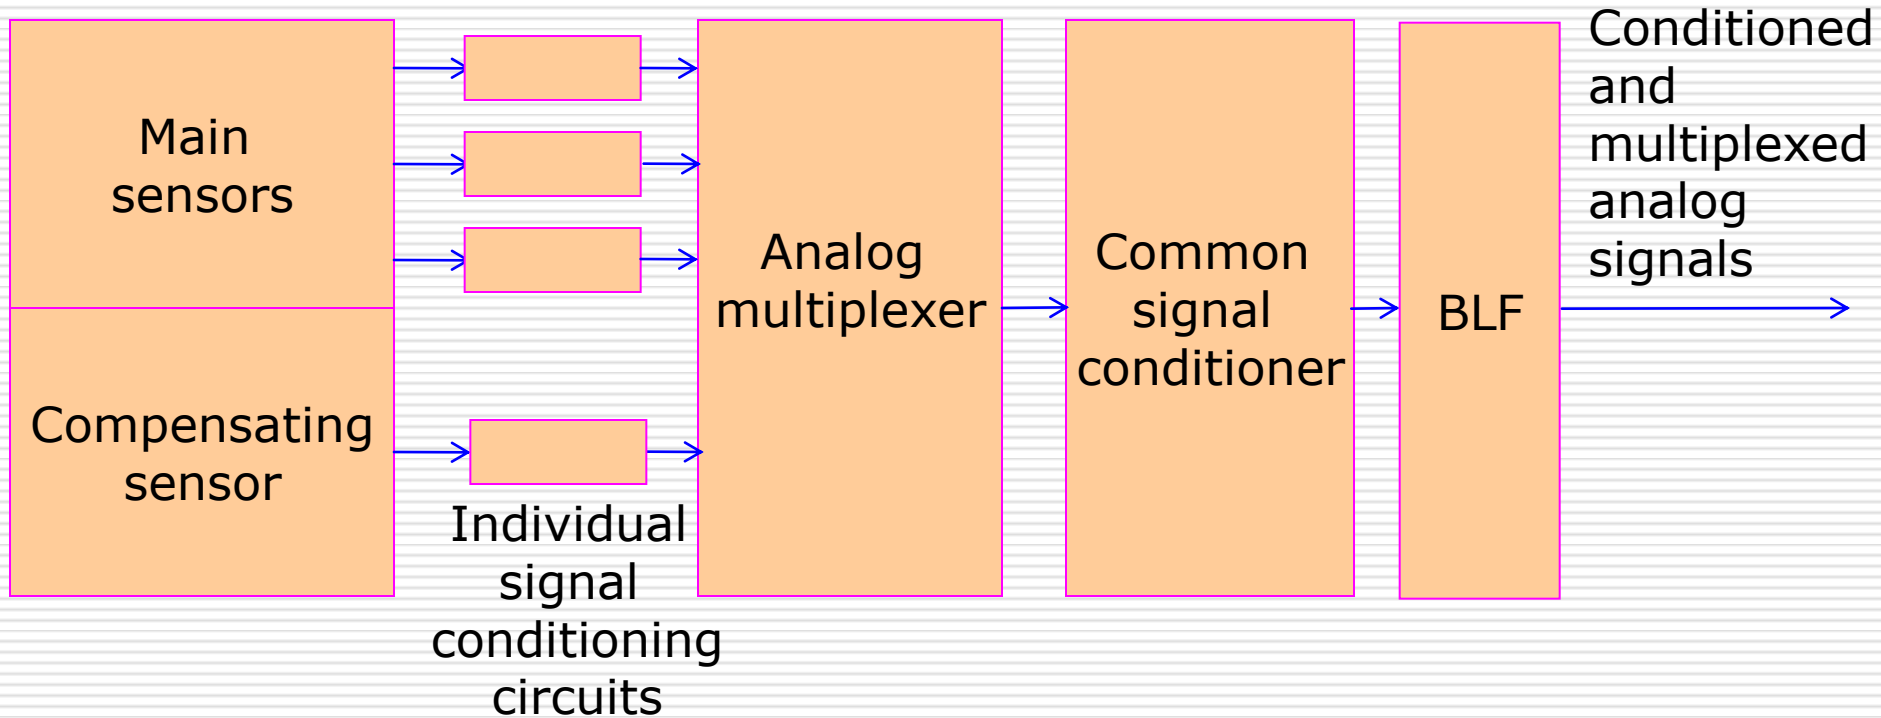 Main
sensors
Compensating
sensor
Individual
signal
conditioning
circuits
Analog
multiplexer
Common
signal
conditioner
BLF
Conditioned
and
multiplexed
analog
signals